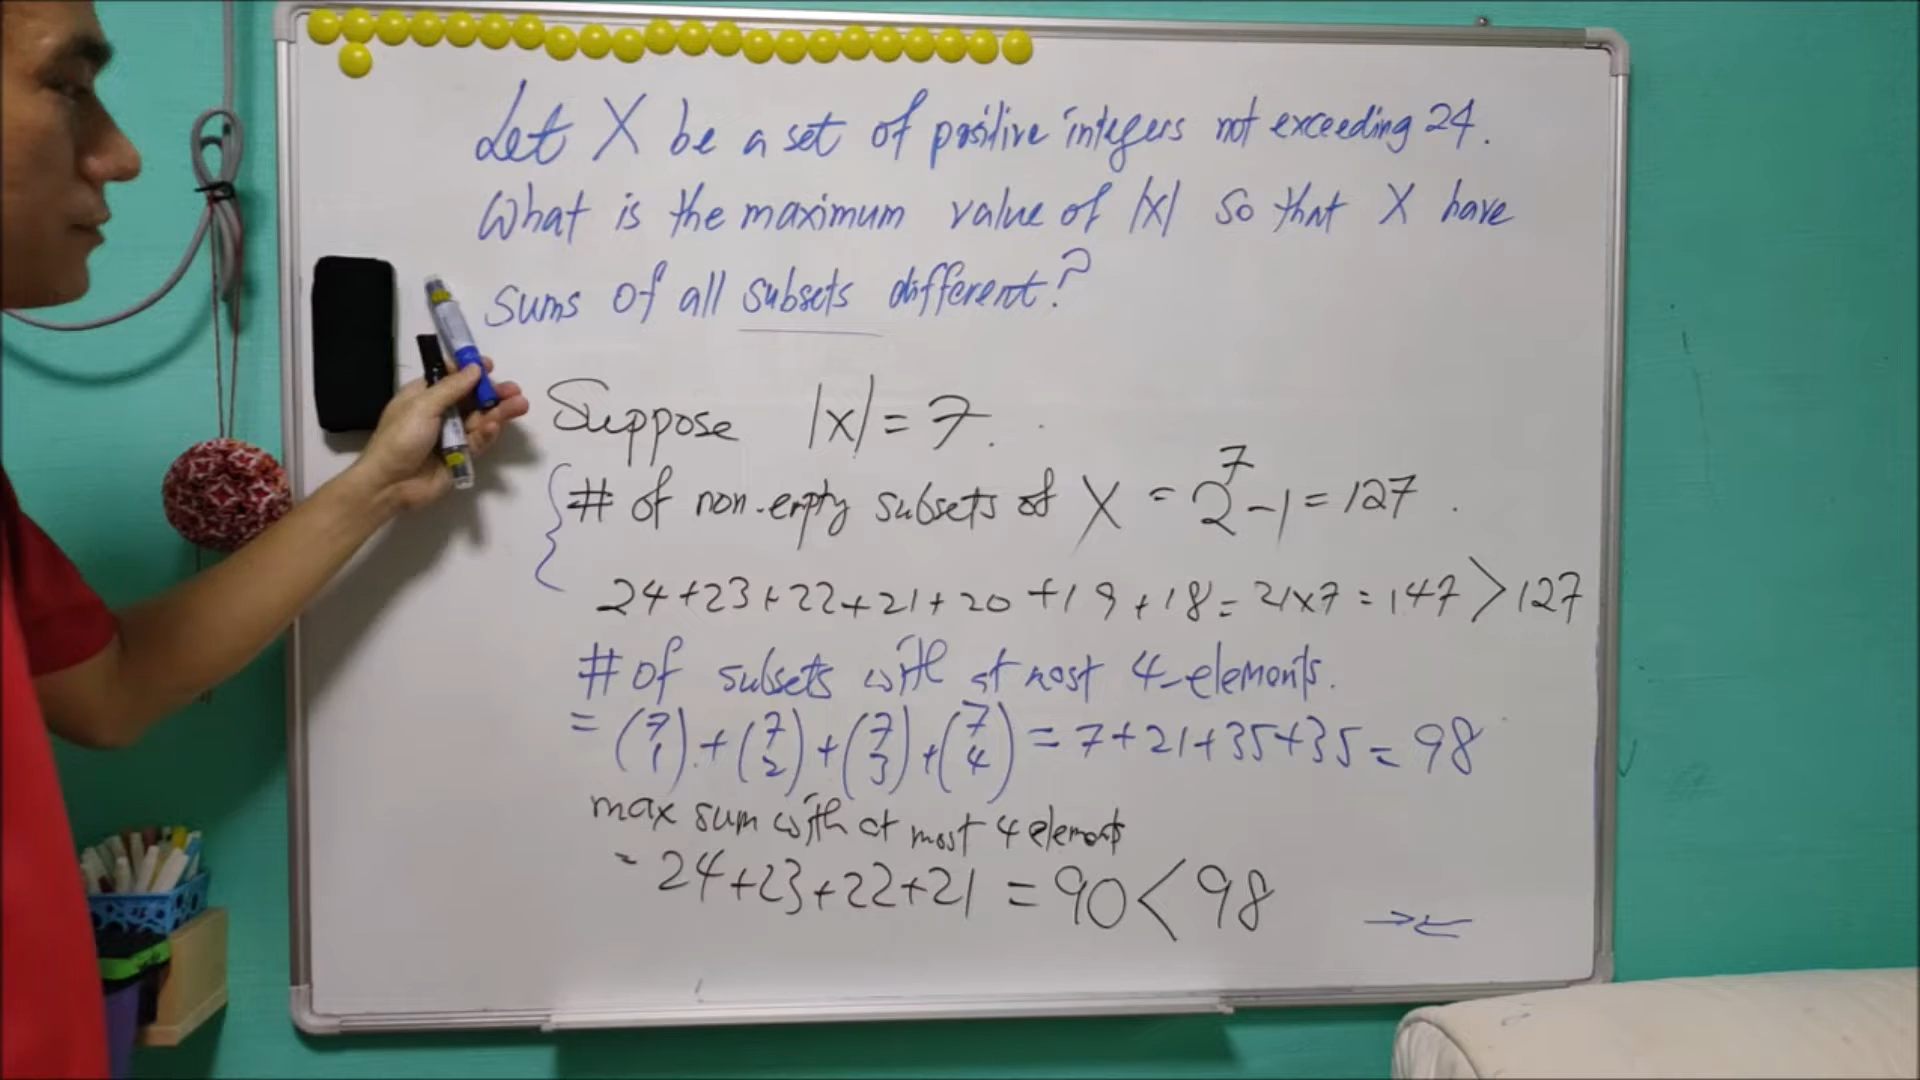 Let X be a set of positive integers not exceeding 24.
What is the maximum value of |X| so that X have
sums of all subsets different?
Suppose |X| = 7.
# of non-empty subsets of X = 2^7 - 1 = 127.
24+23+22+21+20+19+18 = 21×7 = 147 > 127
# of subsets with at most 4-elements.
= (7 1) + (7 2) + (7 3) + (7 4) = 7+21+35+35 = 98
max sum with at most 4 elements
= 24+23+22+21 = 90 < 98 →←